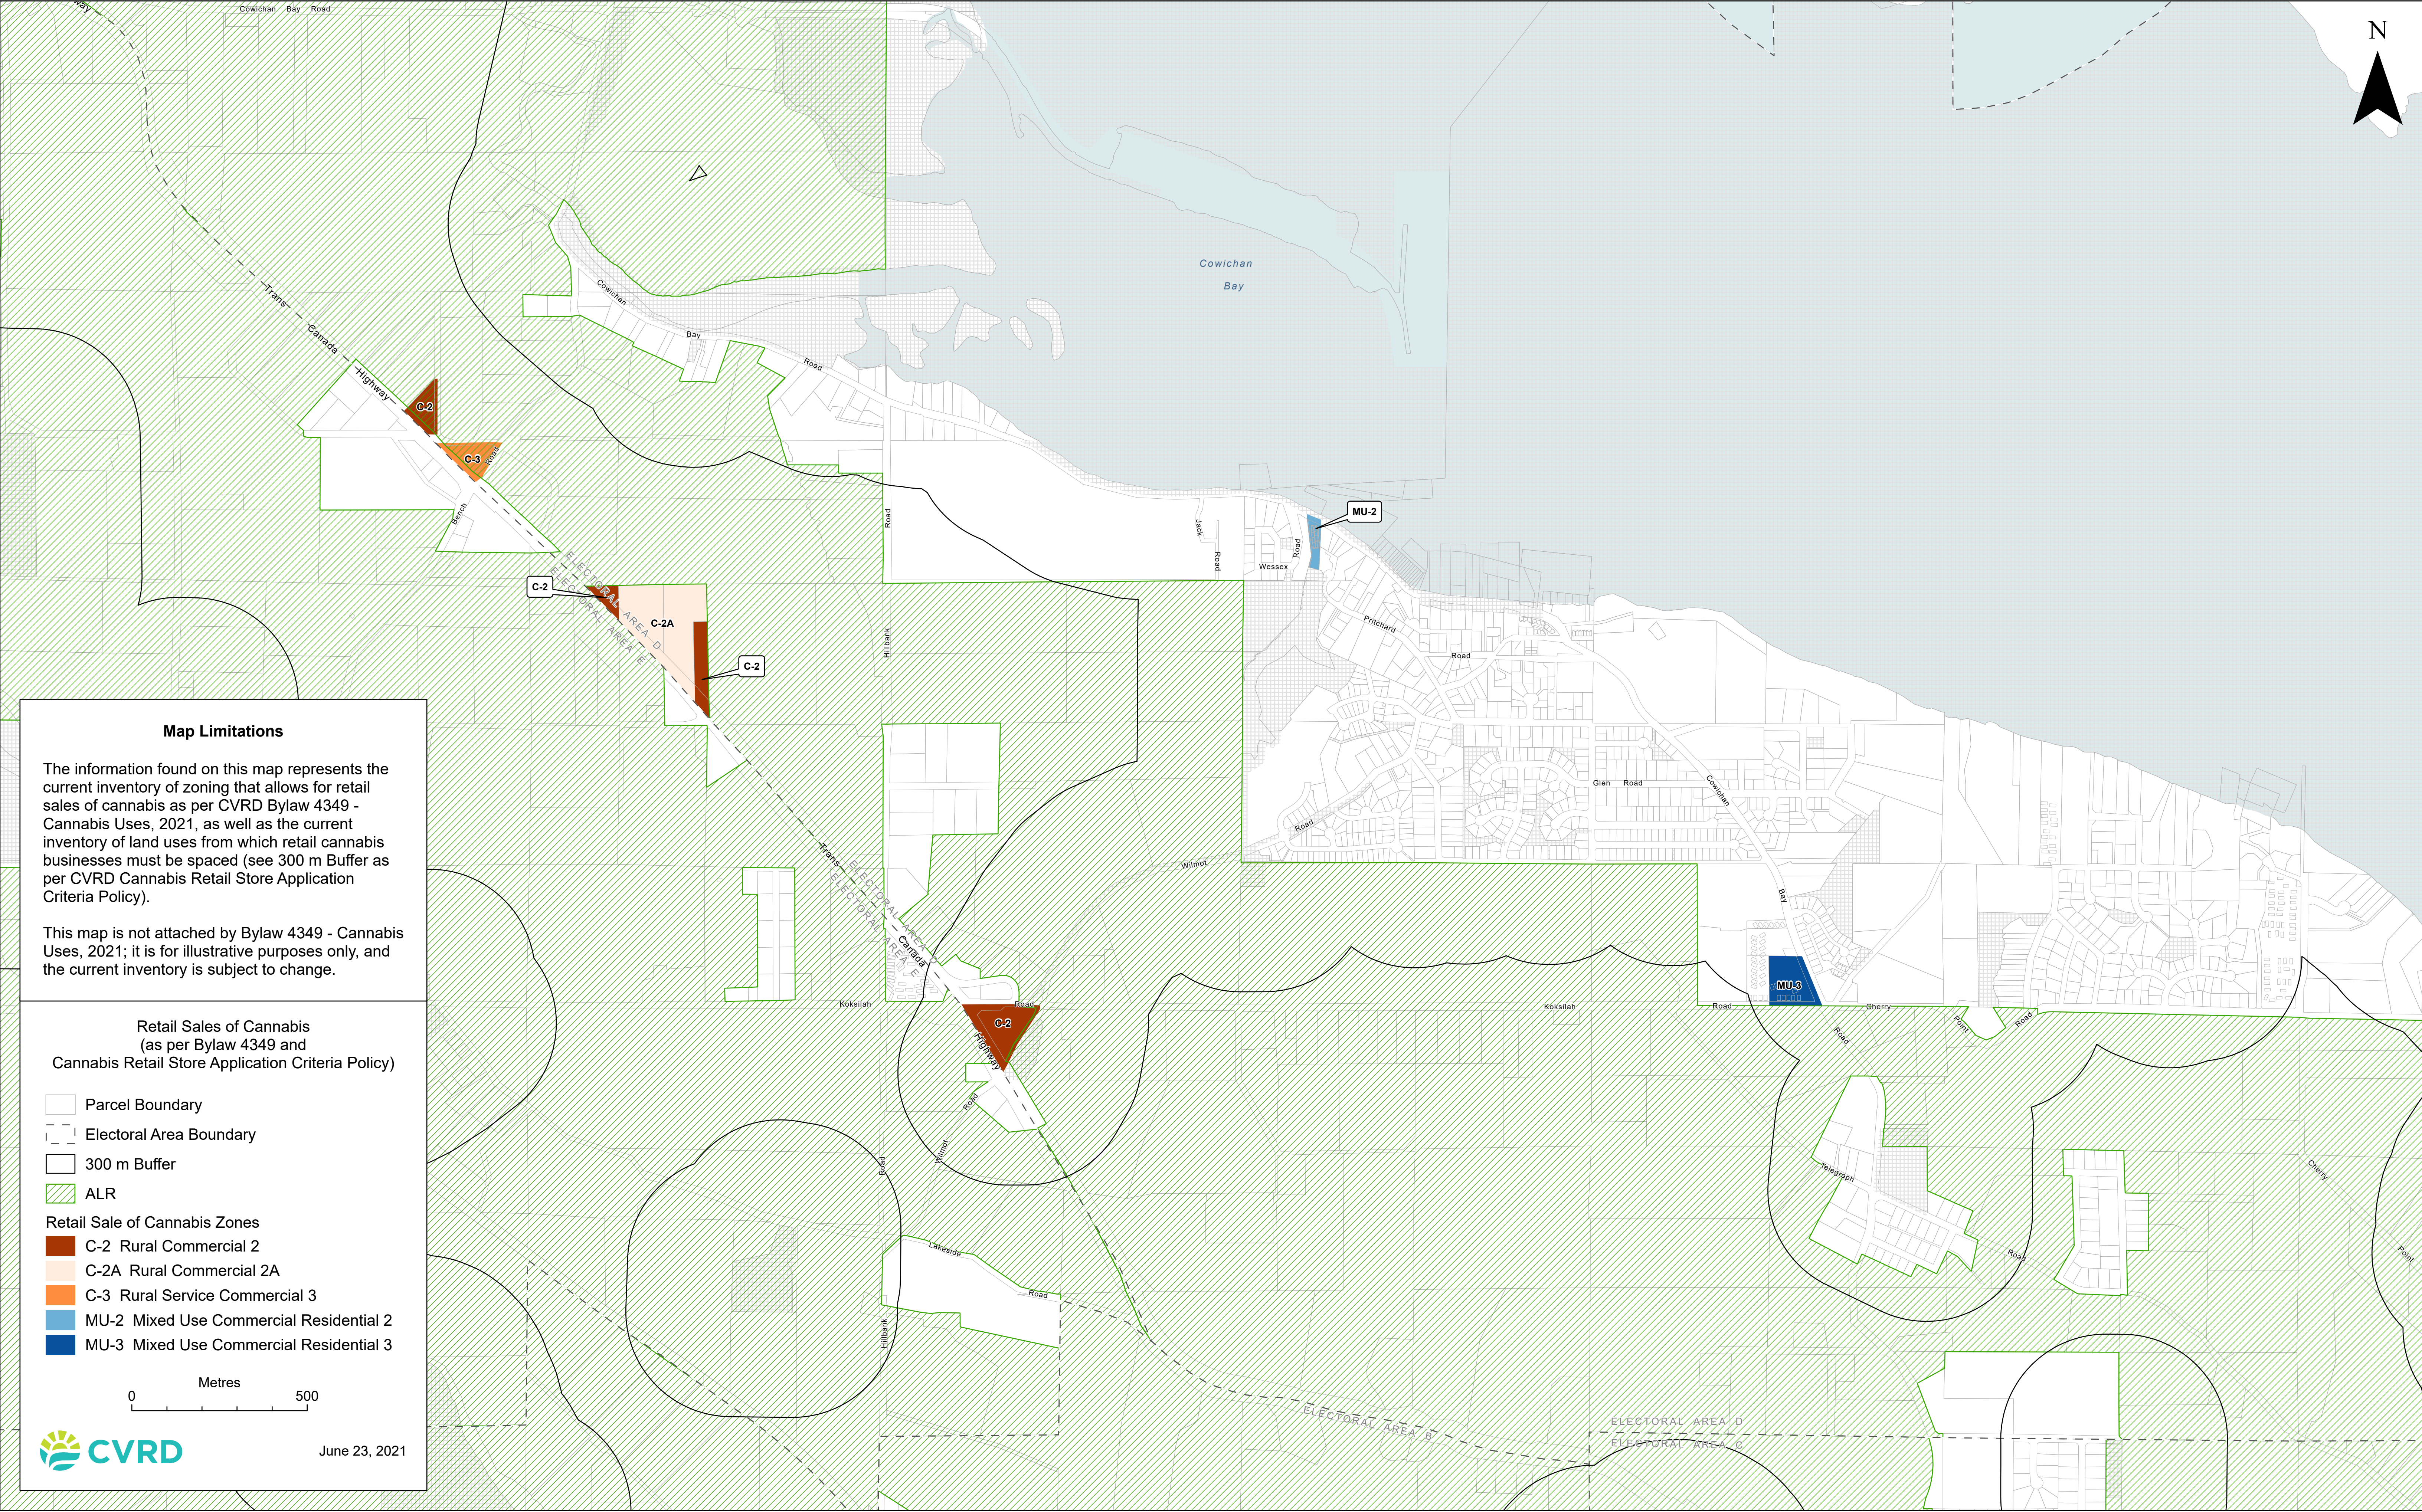 way
Cowichan Bay Road
N
Trans
Canada
Highway
Cowichan
Bay
Road
Cowichan
Bay
C-2
C-3
Road
Bench
Road
Jack
Road
Road
Wessex
MU-2
ELECTORAL AREA D
ELECTORAL AREA E
C-2
C-2A
C-2
Hillbank
Pritchard
Road
Glen Road
Cowichan
Road
Wilmot
Bay
Trans
Canada
ELECTORAL AREA D
ELECTORAL AREA E
Koksilah
Road
C-2
Highway
Koksilah
Road
MU-3
Cherry
Road
Point
Road
Road
Wilmot
Road
Telegraph
Road
Cherry
Point
Lakeside
Road
Hillbank
ELECTORAL AREA B
ELECTORAL AREA D
ELECTORAL AREA C
Map Limitations
The information found on this map represents the
current inventory of zoning that allows for retail
sales of cannabis as per CVRD Bylaw 4349 -
Cannabis Uses, 2021, as well as the current
inventory of land uses from which retail cannabis
businesses must be spaced (see 300 m Buffer as
per CVRD Cannabis Retail Store Application
Criteria Policy).
This map is not attached by Bylaw 4349 - Cannabis
Uses, 2021; it is for illustrative purposes only, and
the current inventory is subject to change.
Retail Sales of Cannabis
(as per Bylaw 4349 and
Cannabis Retail Store Application Criteria Policy)
Parcel Boundary
Electoral Area Boundary
300 m Buffer
ALR
Retail Sale of Cannabis Zones
C-2 Rural Commercial 2
C-2A Rural Commercial 2A
C-3 Rural Service Commercial 3
MU-2 Mixed Use Commercial Residential 2
MU-3 Mixed Use Commercial Residential 3
Metres
0 500
CVRD
June 23, 2021